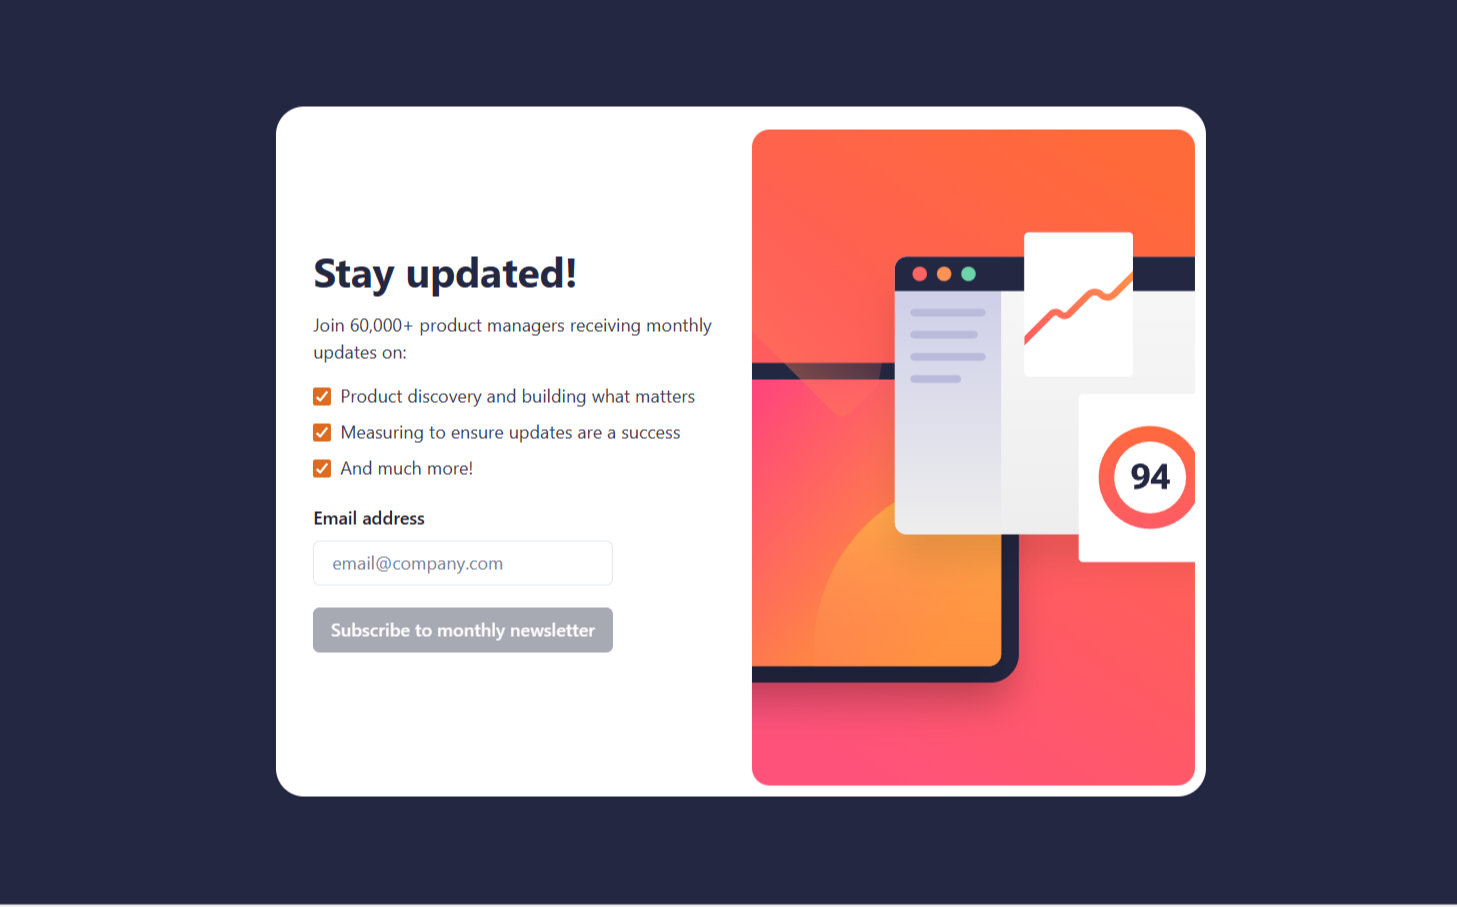 Stay updated!
Join 60,000+ product managers receiving monthly
updates on:
Product discovery and building what matters
Measuring to ensure updates are a success
And much more!
Email address
email@company.com
Subscribe to monthly newsletter
94